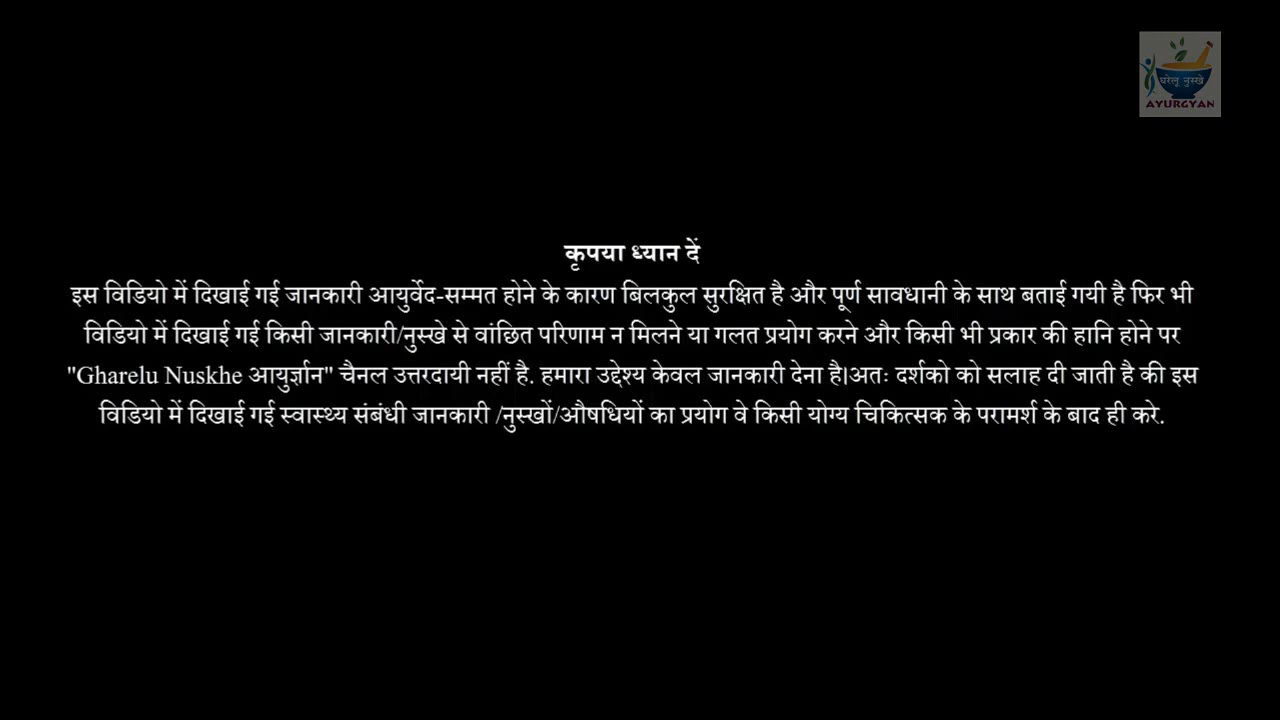 घरेलू नुस्खे
AYURGYAN
कृपया ध्यान दें
इस विडियो में दिखाई गई जानकारी आयुर्वेद-सम्मत होने के कारण बिलकुल सुरक्षित है और पूर्ण सावधानी के साथ बताई गयी है फिर भी
विडियो में दिखाई गई किसी जानकारी/नुस्खे से वांछित परिणाम न मिलने या गलत प्रयोग करने और किसी भी प्रकार की हानि होने पर
"Gharelu Nuskhe आयुर्ज्ञान" चैनल उत्तरदायी नहीं है. हमारा उद्देश्य केवल जानकारी देना है|अतः दर्शको को सलाह दी जाती है की इस
विडियो में दिखाई गई स्वास्थ्य संबंधी जानकारी /नुस्खों/औषधियों का प्रयोग वे किसी योग्य चिकित्सक के परामर्श के बाद ही करे.